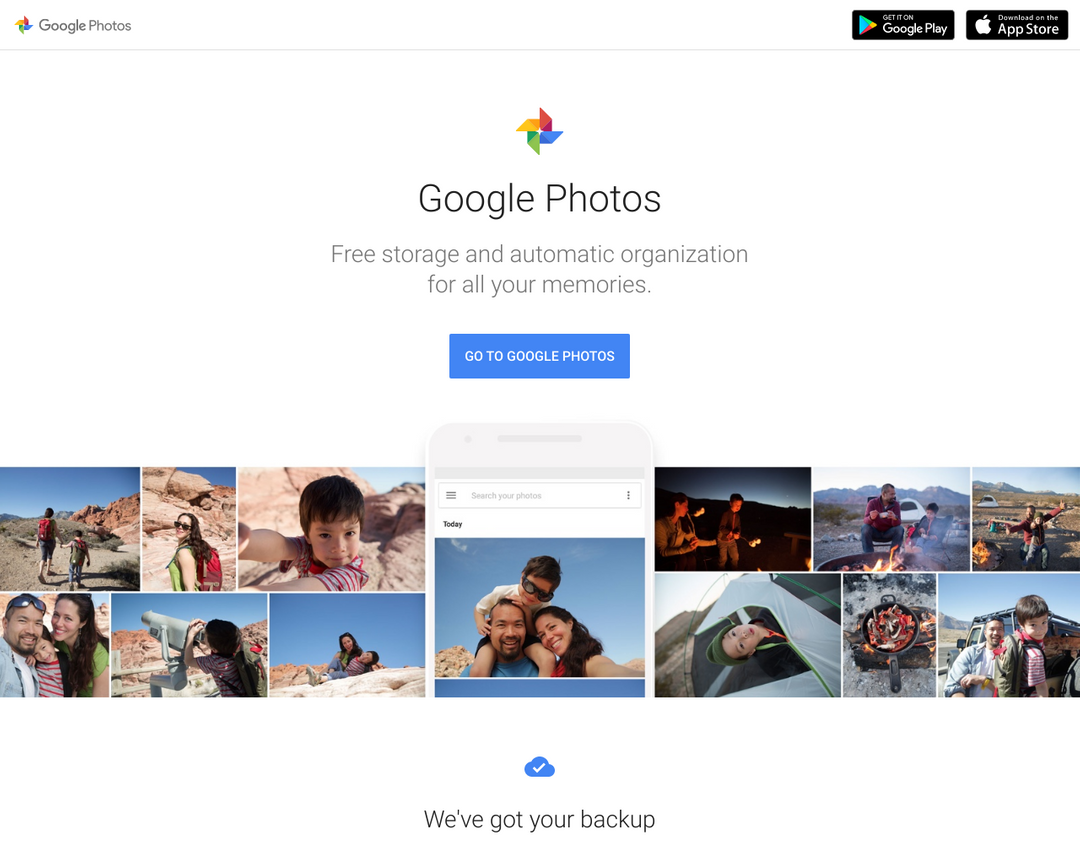 Google Photos
GET IT ON
Google Play
Download on the
App Store
Google Photos
Free storage and automatic organization
for all your memories.
GO TO GOOGLE PHOTOS
Search your photos
Today
We've got your backup